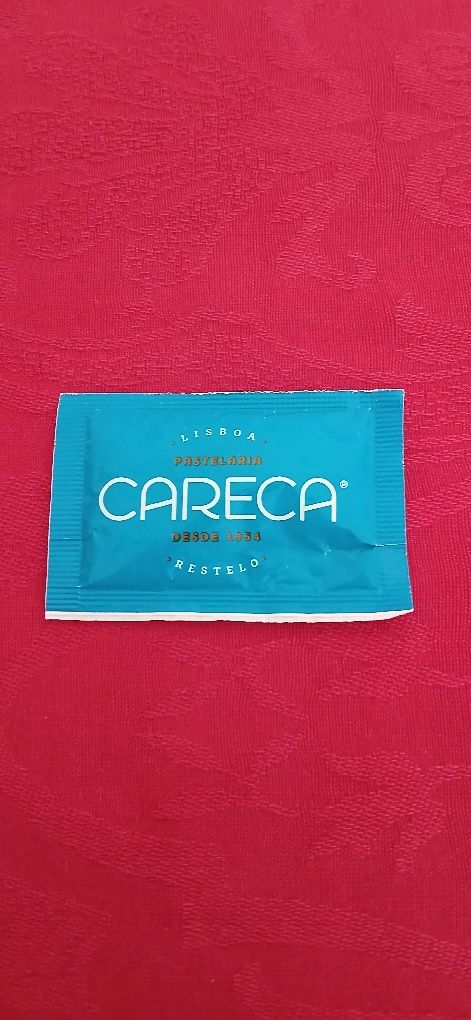 LISBOA
PASTELARIA
CARECA®
DESDE 1954
RESTELO